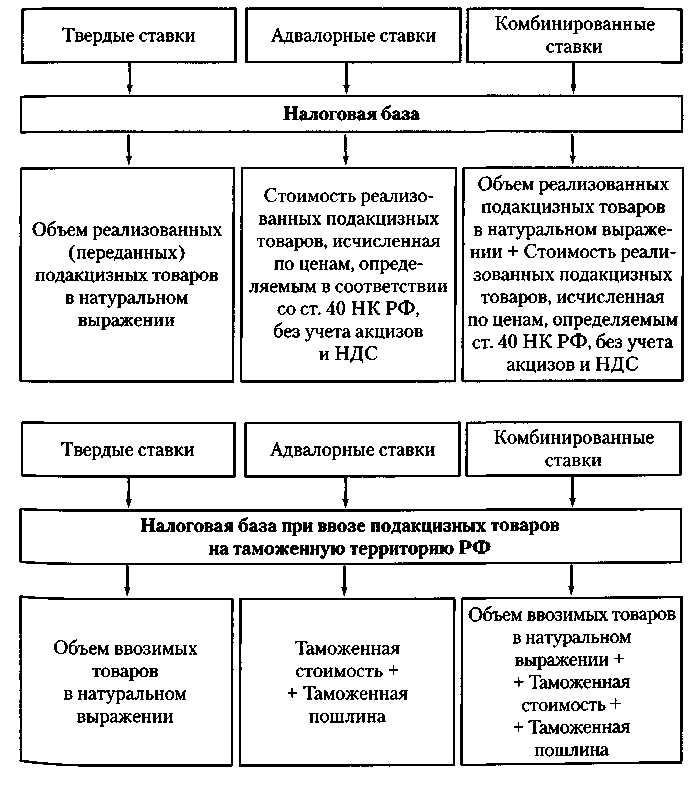 Твердые ставки
Адвалорные ставки
Комбинированные
ставки
Налоговая база
Объем реализованных
(переданных)
подакцизных товаров
в натуральном
выражении
Стоимость реализо-
ванных подакцизных
товаров, исчисленная
по ценам, опреде-
ляемым в соответствии
со ст. 40 НК РФ,
без учета акцизов
и НДС
Объем реализованных
подакцизных товаров
в натуральном выраже-
нии + Стоимость реали-
зованных подакцизных
товаров, исчисленная
по ценам, определяемым
ст. 40 НК РФ, без учета
акцизов и НДС
Твердые ставки
Адвалорные ставки
Комбинированные
ставки
Налоговая база при ввозе подакцизных товаров
на таможенную территорию РФ
Объем ввозимых
товаров
в натуральном
выражении
Таможенная
стоимость +
+ Таможенная
пошлина
Объем ввозимых товаров
в натуральном
выражении +
+ Таможенная
стоимость +
+ Таможенная
пошлина